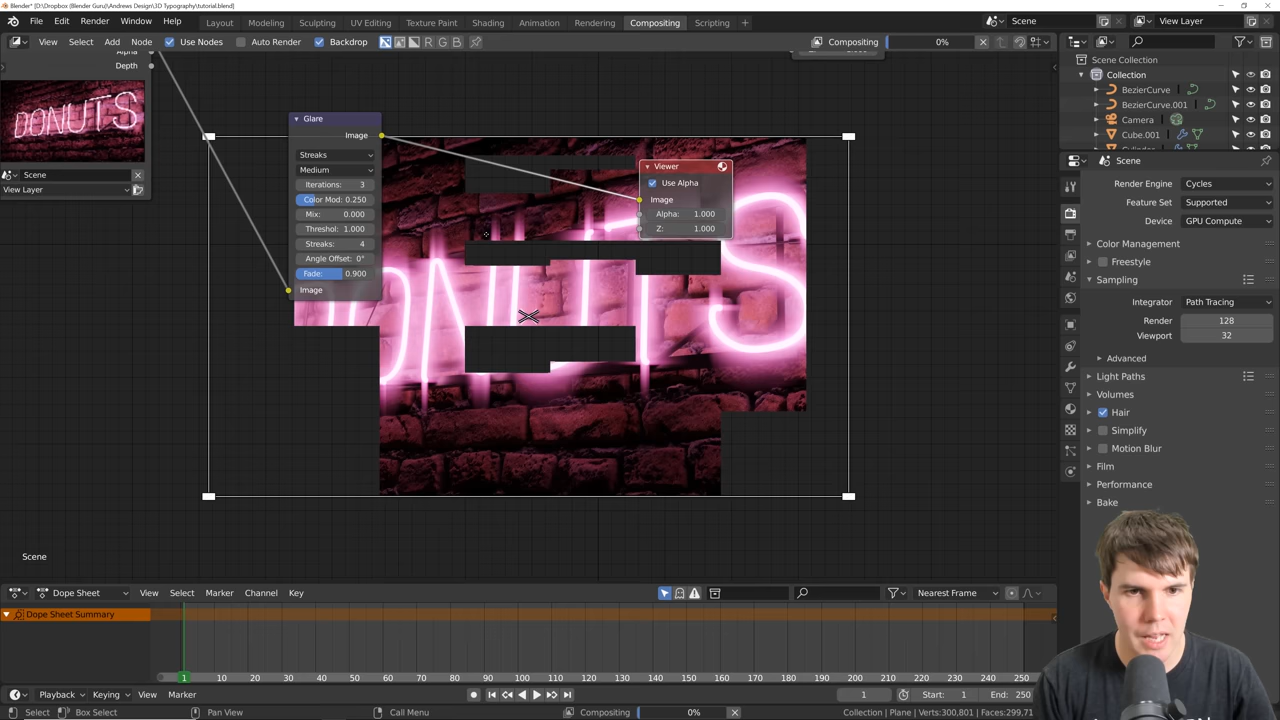 Blender* [D:\Dropbox (Blender Guru)\Andrews Design\3D Typography\tutorial.blend]
File Edit Render Window Help
Layout Modeling Sculpting UV Editing Texture Paint Shading Animation Rendering Compositing Scripting +
Scene View Layer
View Select Add Node Use Nodes Auto Render Backdrop R G B
Compositing 0%
Depth
DONUTS
Scene
View Layer
Glare
Image
Streaks
Medium
Iterations: 3
Color Mod: 0.250
Mix: 0.000
Threshol: 1.000
Streaks: 4
Angle Offset: 0°
Fade: 0.900
Image
Viewer
Use Alpha
Image
Alpha: 1.000
Z: 1.000
Scene
Scene Collection
Collection
BezierCurve
BezierCurve.001
Camera
Cube.001
Scene
Render Engine Cycles
Feature Set Supported
Device GPU Compute
Color Management
Freestyle
Sampling
Integrator Path Tracing
Render 128
Viewport 32
Advanced
Light Paths
Volumes
Hair
Simplify
Motion Blur
Film
Performance
Bake
Dope Sheet View Select Marker Channel Key Nearest Frame
Dope Sheet Summary
1 10 20 30 40 50 60 70 80 90 100 110 120 130 140 150 160 170 180 190 200 210 220 230 240 250
Playback Keying View Marker 1 Start: 1 End: 250
Select Box Select Pan View Call Menu Compositing 0% Collection | Plane | Verts:300,801 | Faces:299,71